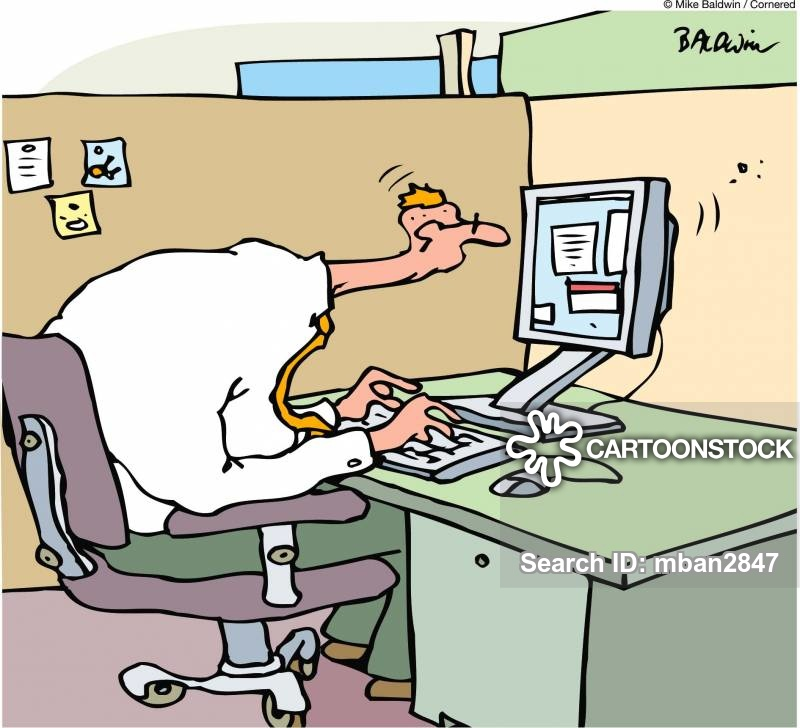 © Mike Baldwin / Cornered
BALDWIN
CARTOONSTOCK
Search ID: mban2847